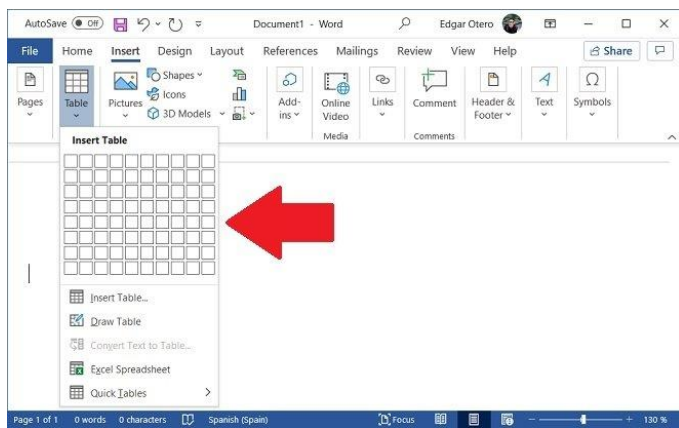 AutoSave Off Document1 - Word Edgar Otero
File Home Insert Design Layout References Mailings Review View Help Share
Pages
Table
Pictures
Shapes
Icons
3D Models
Add-
ins
Online
Video
Media
Links
Comment
Comments
Header &
Footer
Text
Symbols
Insert Table
Insert Table...
Draw Table
Convert Text to Table...
Excel Spreadsheet
Quick Tables
Page 1 of 1 0 words 0 characters Spanish (Spain) Focus 130 %